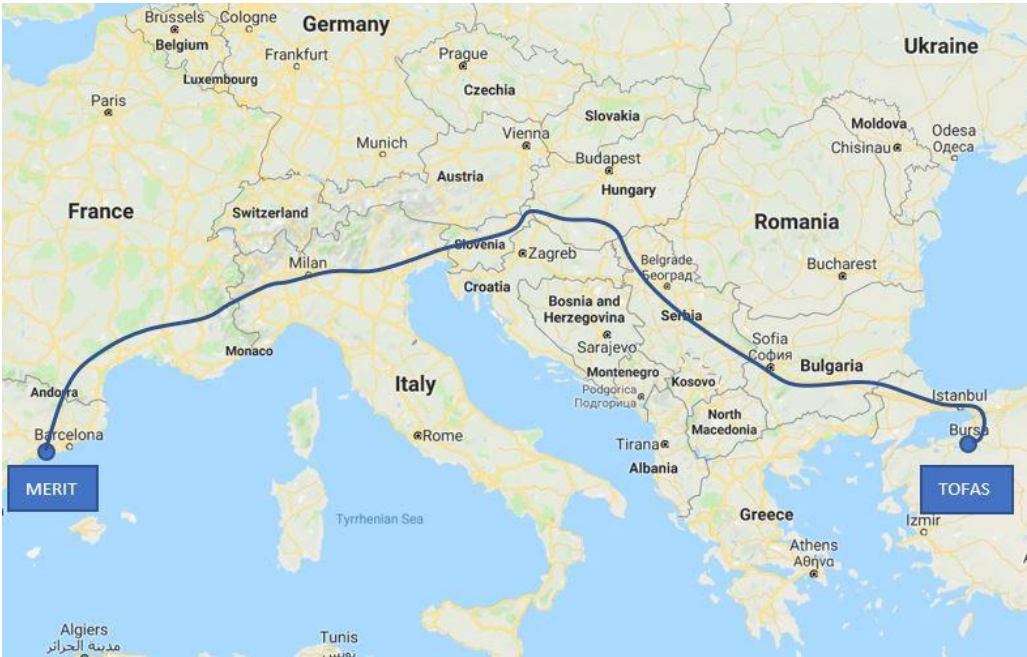 Brussels
Cologne
Germany
Belgium
Frankfurt
Luxembourg
Prague
Czechia
Ukraine
Paris
Slovakia
Moldova
Chisinau
Odesa
Одеса
Munich
Vienna
Austria
Budapest
Hungary
France
Switzerland
Romania
Slovenia
Zagreb
Milan
Belgrade
Београд
Bucharest
Croatia
Bosnia and
Herzegovina
Serbia
Sarajevo
Sofia
София
Monaco
Montenegro
Bulgaria
Andorra
Italy
Podgorica
Подгорица
Kosovo
Istanbul
North
Macedonia
Bursa
Barcelona
Rome
Tirana
Albania
MERIT
TOFAS
Tyrrhenian Sea
Greece
Izmir
Athens
Αθήνα
Algiers
مدينة الجزائر
Tunis